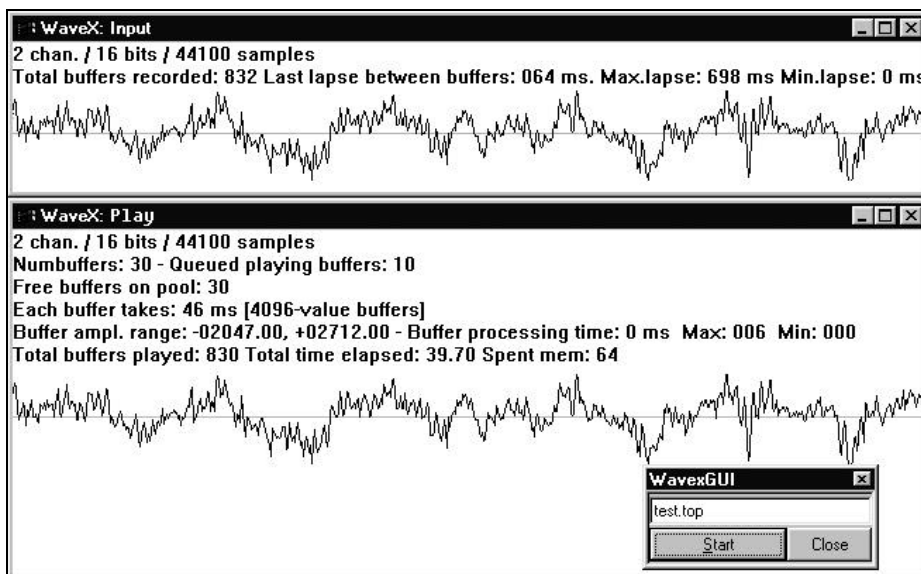 WaveX: Input
2 chan. / 16 bits / 44100 samples
Total buffers recorded: 832 Last lapse between buffers: 064 ms. Max.lapse: 698 ms Min.lapse: 0 ms
WaveX: Play
2 chan. / 16 bits / 44100 samples
Numbuffers: 30 - Queued playing buffers: 10
Free buffers on pool: 30
Each buffer takes: 46 ms [4096-value buffers]
Buffer ampl. range: -02047.00, +02712.00 - Buffer processing time: 0 ms  Max: 006  Min: 000
Total buffers played: 830 Total time elapsed: 39.70 Spent mem: 64
WavexGUI
test.top
Start
Close